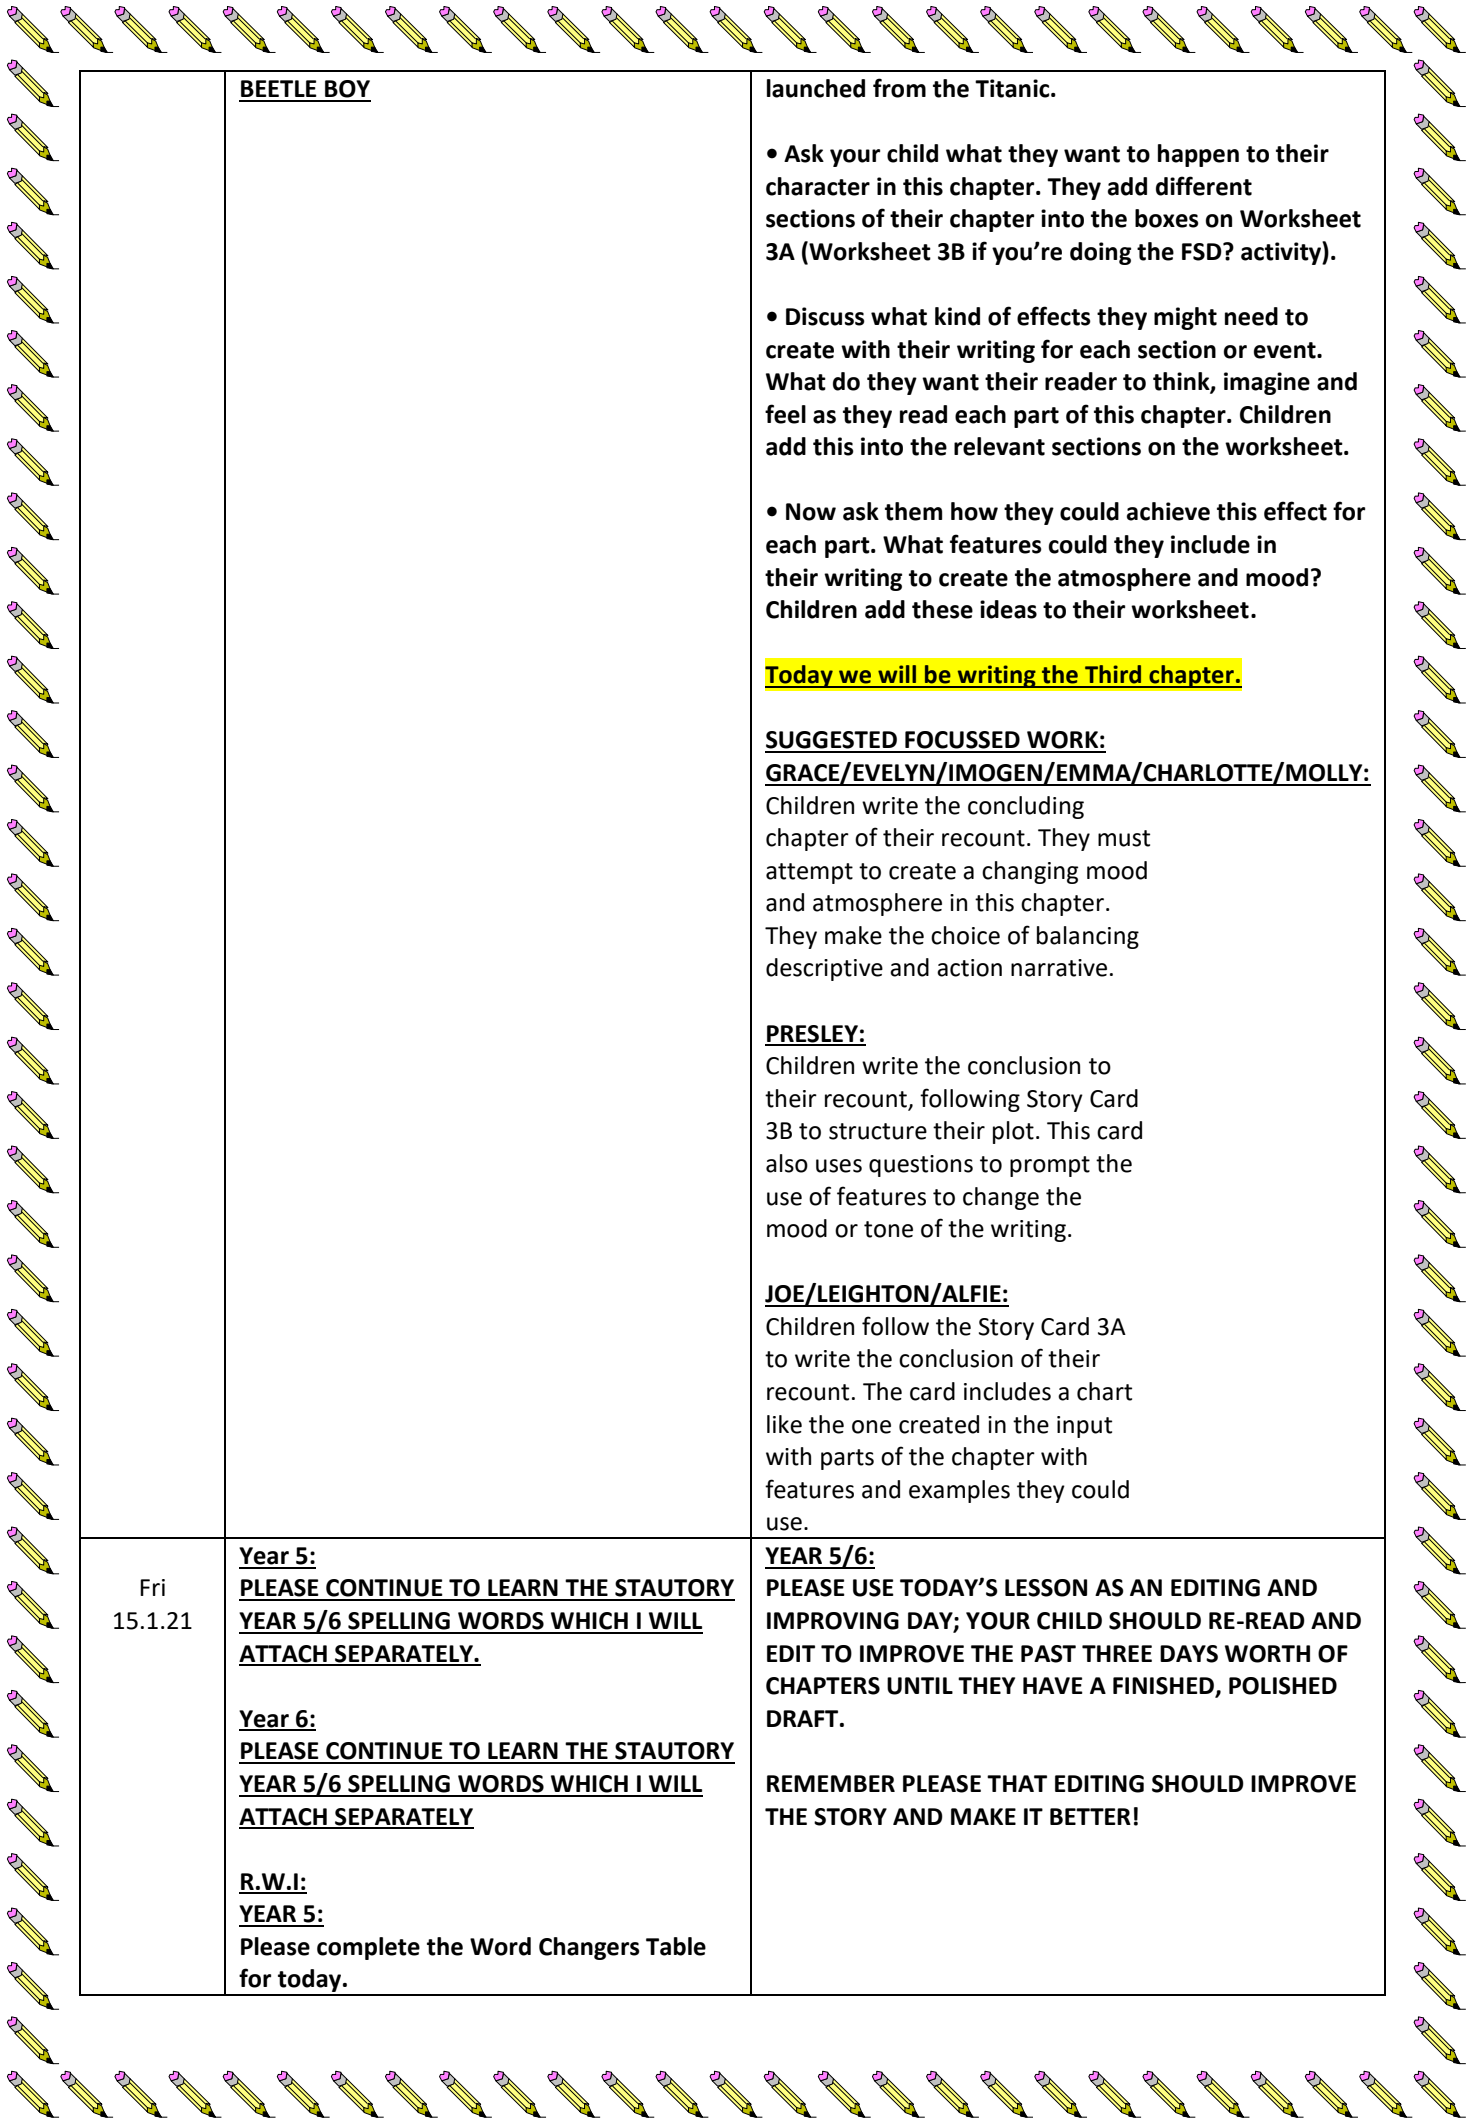 BEETLE BOY
launched from the Titanic.
• Ask your child what they want to happen to their
character in this chapter. They add different
sections of their chapter into the boxes on Worksheet
3A (Worksheet 3B if you’re doing the FSD? activity).
• Discuss what kind of effects they might need to
create with their writing for each section or event.
What do they want their reader to think, imagine and
feel as they read each part of this chapter. Children
add this into the relevant sections on the worksheet.
• Now ask them how they could achieve this effect for
each part. What features could they include in
their writing to create the atmosphere and mood?
Children add these ideas to their worksheet.
Today we will be writing the Third chapter.
SUGGESTED FOCUSSED WORK:
GRACE/EVELYN/IMOGEN/EMMA/CHARLOTTE/MOLLY:
Children write the concluding
chapter of their recount. They must
attempt to create a changing mood
and atmosphere in this chapter.
They make the choice of balancing
descriptive and action narrative.
PRESLEY:
Children write the conclusion to
their recount, following Story Card
3B to structure their plot. This card
also uses questions to prompt the
use of features to change the
mood or tone of the writing.
JOE/LEIGHTON/ALFIE:
Children follow the Story Card 3A
to write the conclusion of their
recount. The card includes a chart
like the one created in the input
with parts of the chapter with
features and examples they could
use.
Fri
15.1.21
Year 5:
PLEASE CONTINUE TO LEARN THE STAUTORY
YEAR 5/6 SPELLING WORDS WHICH I WILL
ATTACH SEPARATELY.
Year 6:
PLEASE CONTINUE TO LEARN THE STAUTORY
YEAR 5/6 SPELLING WORDS WHICH I WILL
ATTACH SEPARATELY
R.W.I:
YEAR 5:
Please complete the Word Changers Table
for today.
YEAR 5/6:
PLEASE USE TODAY’S LESSON AS AN EDITING AND
IMPROVING DAY; YOUR CHILD SHOULD RE-READ AND
EDIT TO IMPROVE THE PAST THREE DAYS WORTH OF
CHAPTERS UNTIL THEY HAVE A FINISHED, POLISHED
DRAFT.
REMEMBER PLEASE THAT EDITING SHOULD IMPROVE
THE STORY AND MAKE IT BETTER!